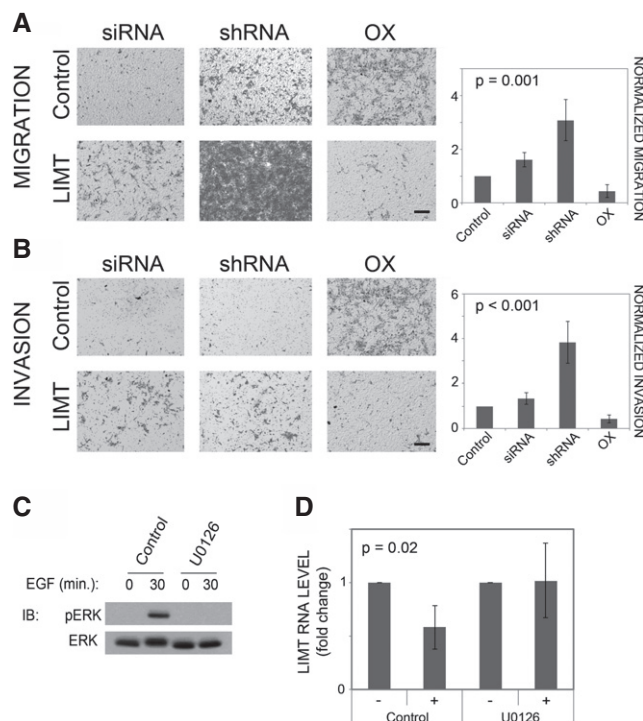 A
siRNA shRNA OX
MIGRATION
Control
LIMT
p = 0.001
4
2
0
NORMALIZED MIGRATION
Control siRNA shRNA OX
B
siRNA shRNA OX
INVASION
Control
LIMT
p < 0.001
6
4
2
0
NORMALIZED INVASION
Control siRNA shRNA OX
C
Control U0126
EGF (min.): 0 30 0 30
IB: pERK
ERK
D
p = 0.02
LIMT RNA LEVEL
(fold change)
1
0
- + - +
Control U0126